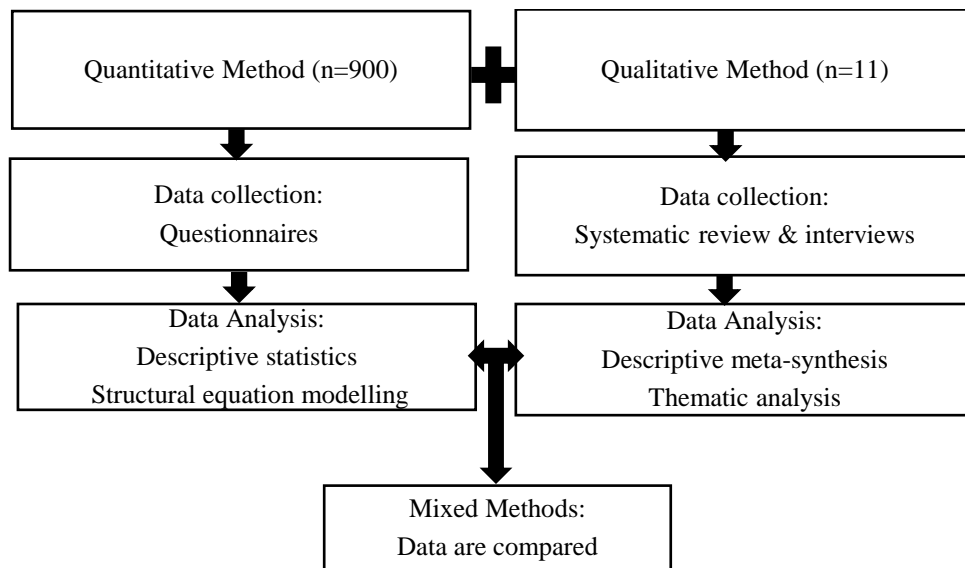 Quantitative Method (n=900)
Qualitative Method (n=11)
Data collection:
Questionnaires
Data collection:
Systematic review & interviews
Data Analysis:
Descriptive statistics
Structural equation modelling
Data Analysis:
Descriptive meta-synthesis
Thematic analysis
Mixed Methods:
Data are compared